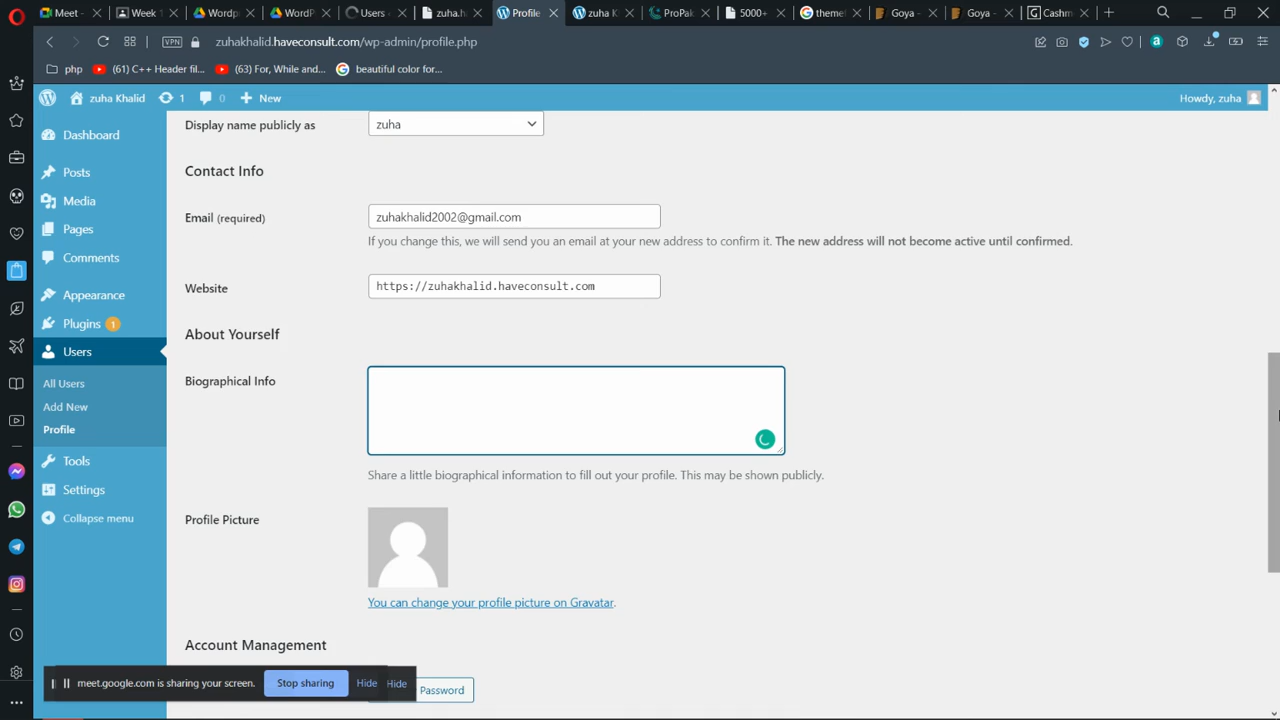 Meet -
Week 1
Wordp
WordP
Users
zuha.h
Profile
zuha K
ProPak
5000+
themet
Goya -
Goya -
Cashm
VPN
zuhakhalid.haveconsult.com/wp-admin/profile.php
php
(61) C++ Header fil...
(63) For, While and...
beautiful color for...
zuha Khalid
1
0
New
Howdy, zuha
Dashboard
Posts
Media
Pages
Comments
Appearance
Plugins 1
Users
All Users
Add New
Profile
Tools
Settings
Collapse menu
Display name publicly as
zuha
Contact Info
Email (required)
zuhakhalid2002@gmail.com
If you change this, we will send you an email at your new address to confirm it. The new address will not become active until confirmed.
Website
https://zuhakhalid.haveconsult.com
About Yourself
Biographical Info
Share a little biographical information to fill out your profile. This may be shown publicly.
Profile Picture
You can change your profile picture on Gravatar.
Account Management
meet.google.com is sharing your screen.
Stop sharing
Hide
Hide
Password